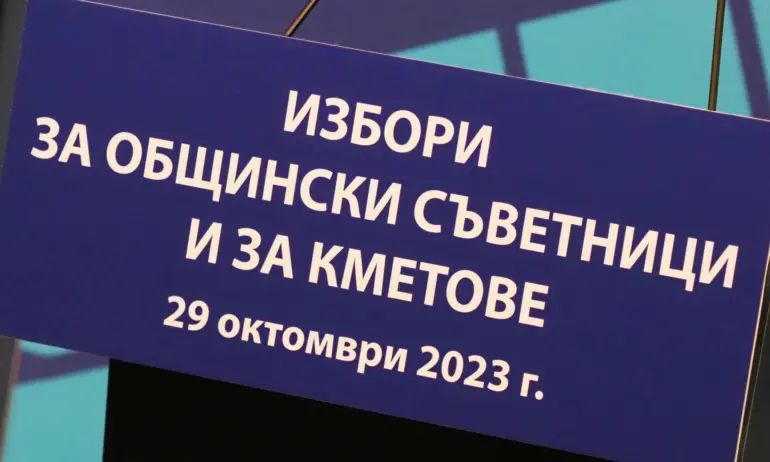 ИЗБОРИ
ЗА ОБЩИНСКИ СЪВЕТНИЦИ
И ЗА КМЕТОВЕ
29 октомври 2023 г.